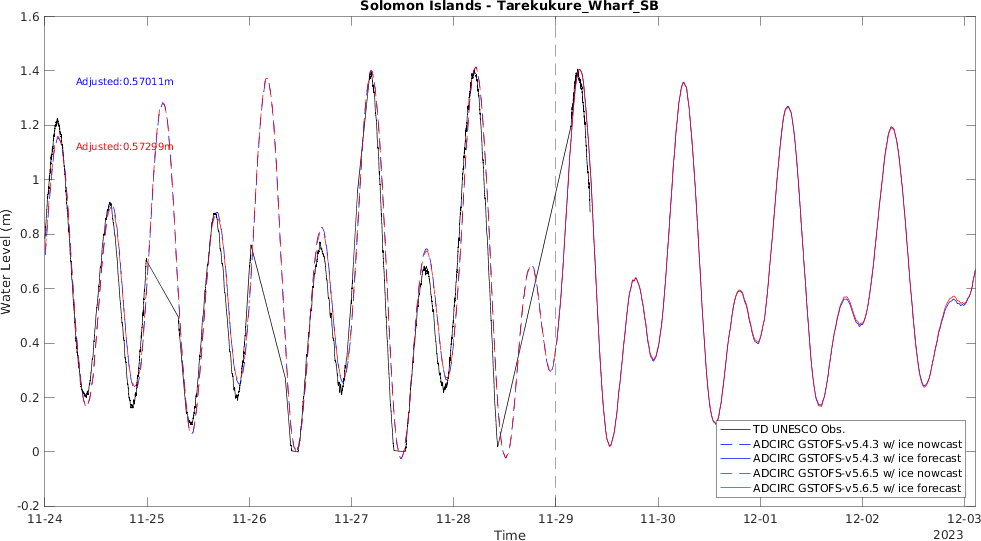 Solomon Islands - Tarekukure_Wharf_SB
1.6
1.4
1.2
1
0.8
0.6
0.4
0.2
0
-0.2
Water Level (m)
Adjusted:0.57011m
Adjusted:0.57299m
TD UNESCO Obs.
ADCIRC GSTOFS-v5.4.3 w/ ice nowcast
ADCIRC GSTOFS-v5.4.3 w/ ice forecast
ADCIRC GSTOFS-v5.6.5 w/ ice nowcast
ADCIRC GSTOFS-v5.6.5 w/ ice forecast
11-24 11-25 11-26 11-27 11-28 11-29 11-30 12-01 12-02 12-03
Time
2023